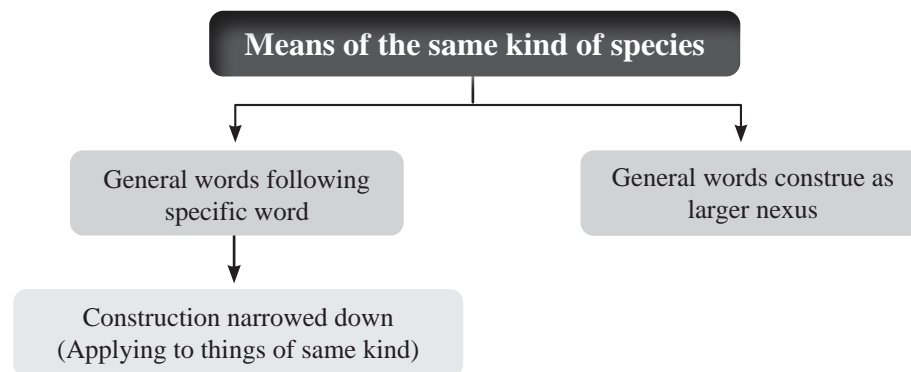 Means of the same kind of species
General words following
specific word
General words construe as
larger nexus
Construction narrowed down
(Applying to things of same kind)